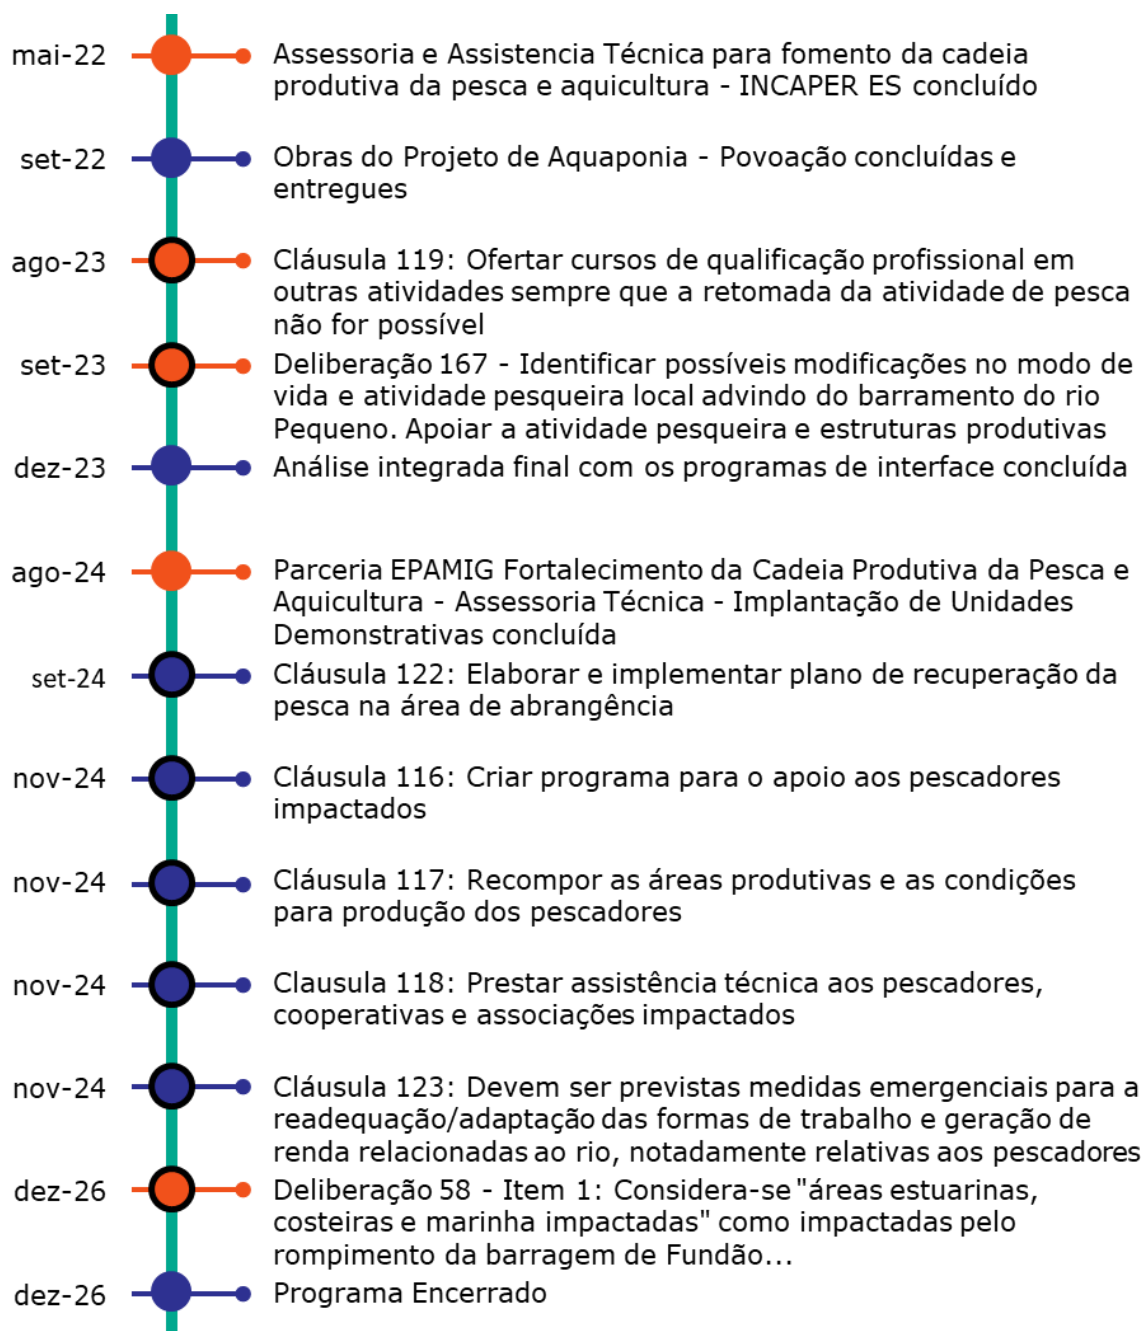 mai-22
Assessoria e Assistencia Técnica para fomento da cadeia
produtiva da pesca e aquicultura - INCAPER ES concluído
set-22
Obras do Projeto de Aquaponia - Povoação concluídas e
entregues
ago-23
Cláusula 119: Ofertar cursos de qualificação profissional em
outras atividades sempre que a retomada da atividade de pesca
não for possível
set-23
Deliberação 167 - Identificar possíveis modificações no modo de
vida e atividade pesqueira local advindo do barramento do rio
Pequeno. Apoiar a atividade pesqueira e estruturas produtivas
dez-23
Análise integrada final com os programas de interface concluída
ago-24
Parceria EPAMIG Fortalecimento da Cadeia Produtiva da Pesca e
Aquicultura - Assessoria Técnica - Implantação de Unidades
Demonstrativas concluída
set-24
Cláusula 122: Elaborar e implementar plano de recuperação da
pesca na área de abrangência
nov-24
Cláusula 116: Criar programa para o apoio aos pescadores
impactados
nov-24
Cláusula 117: Recompor as áreas produtivas e as condições
para produção dos pescadores
nov-24
Clausula 118: Prestar assistência técnica aos pescadores,
cooperativas e associações impactados
nov-24
Cláusula 123: Devem ser previstas medidas emergenciais para a
readequação/adaptação das formas de trabalho e geração de
renda relacionadas ao rio, notadamente relativas aos pescadores
dez-26
Deliberação 58 - Item 1: Considera-se "áreas estuarinas,
costeiras e marinha impactadas" como impactadas pelo
rompimento da barragem de Fundão...
dez-26
Programa Encerrado